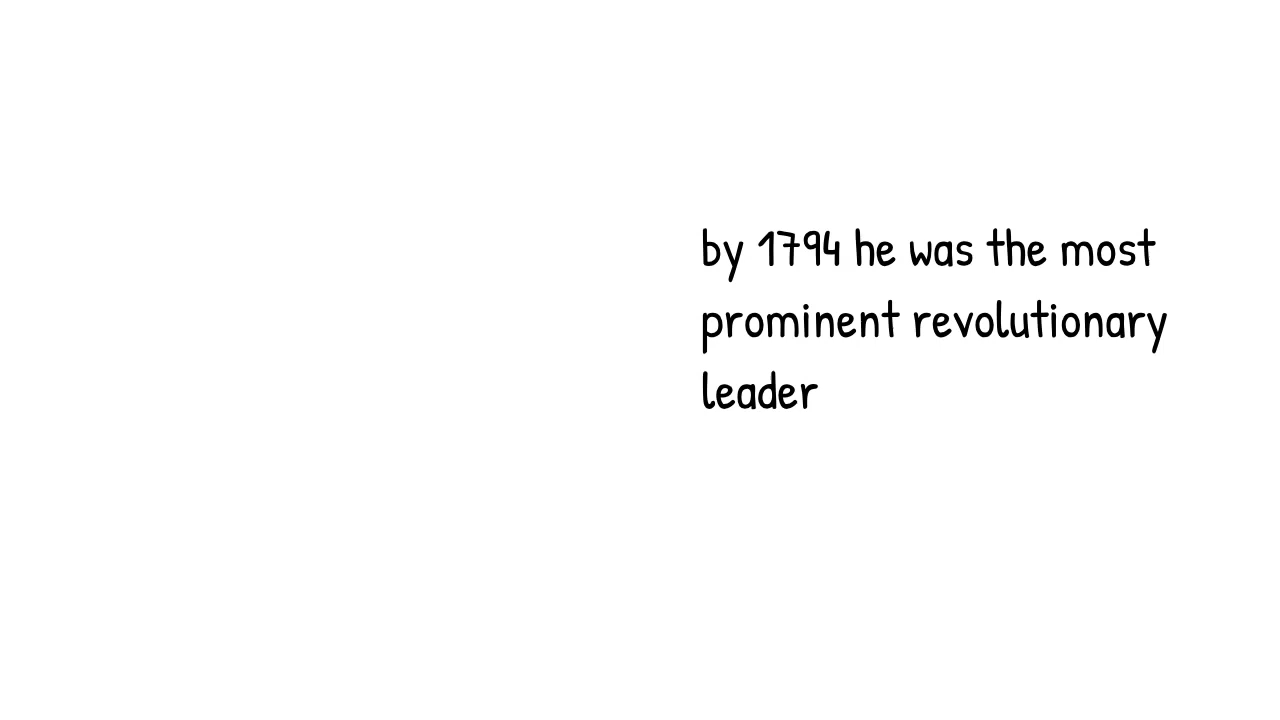 by 1794 he was the most
prominent revolutionary
leader